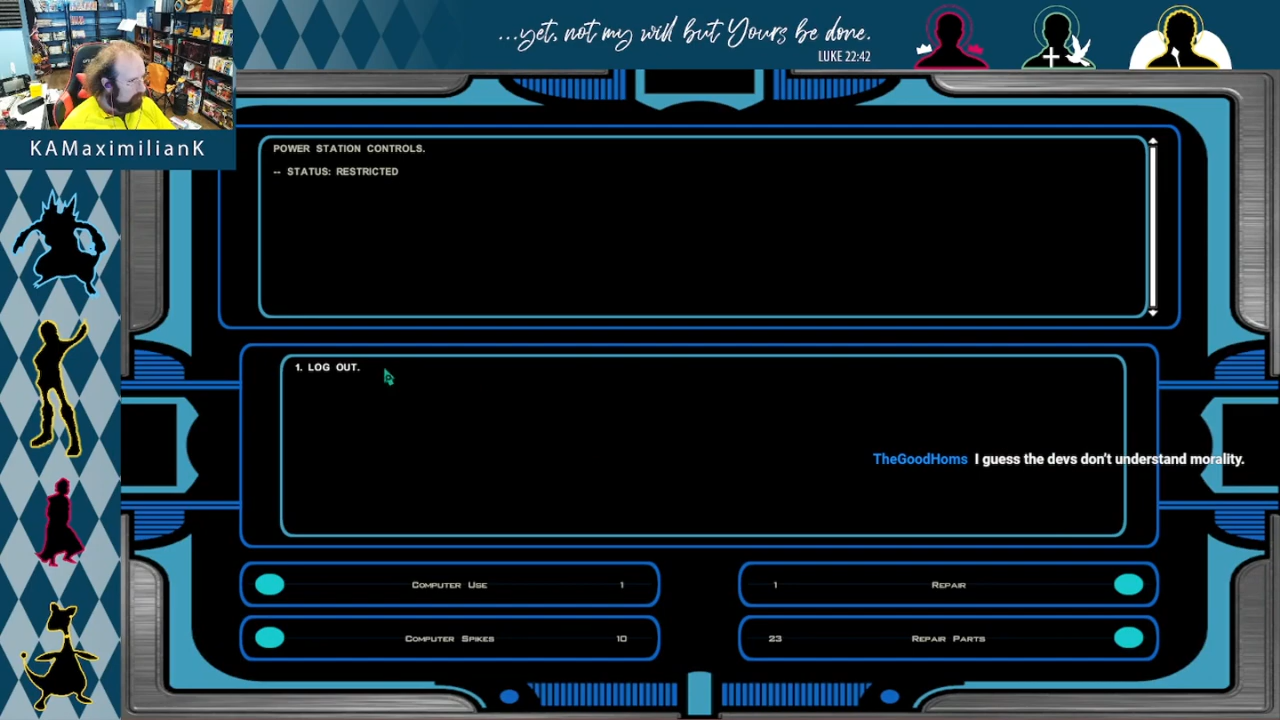 ...yet, not my will but Yours be done.
LUKE 22:42
KAMaximilianK
POWER STATION CONTROLS.
-- STATUS: RESTRICTED
1. LOG OUT.
TheGoodHoms I guess the devs don't understand morality.
COMPUTER USE 1
1 REPAIR
COMPUTER SPIKES 10
23 REPAIR PARTS